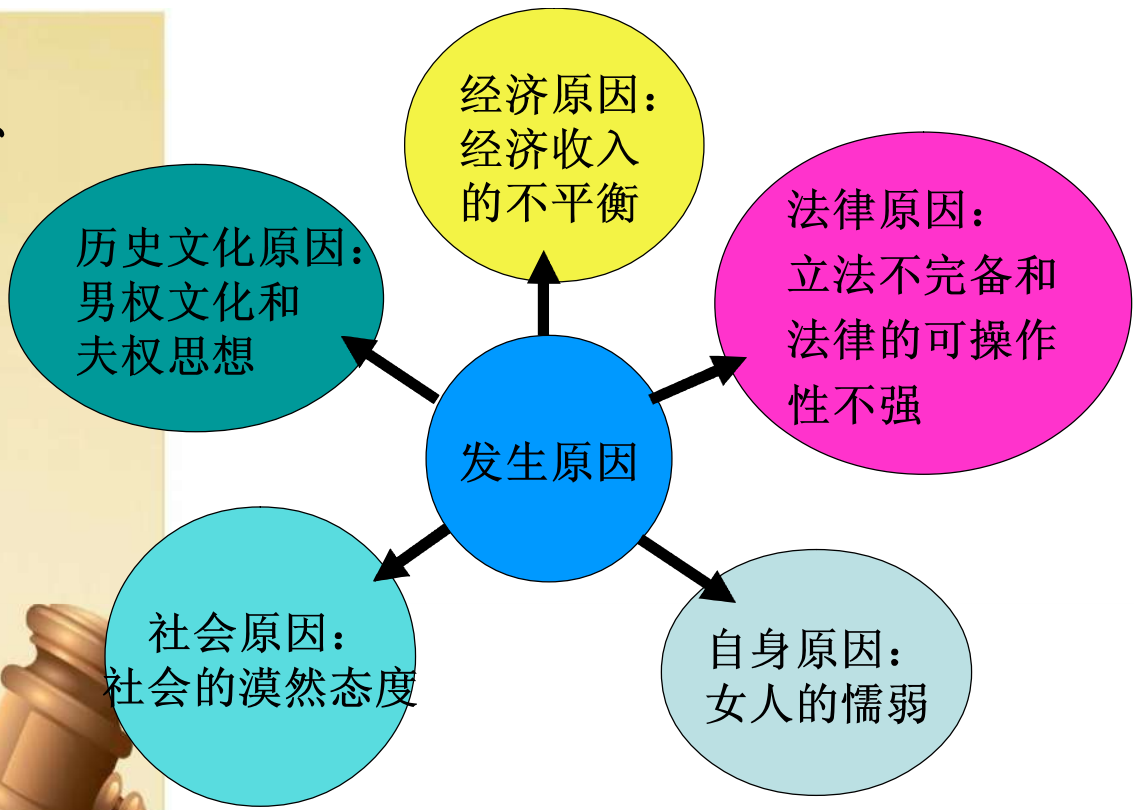 、
经济原因：
经济收入
的不平衡
历史文化原因：
男权文化和
夫权思想
法律原因：
立法不完备和
法律的可操作
性不强
发生原因
社会原因：
社会的漠然态度
自身原因：
女人的懦弱